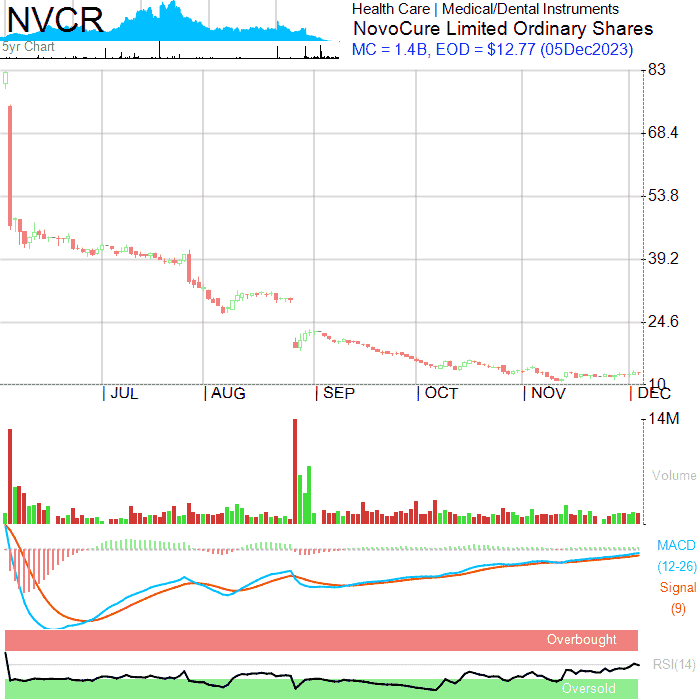 NVCR
5yr Chart
Health Care | Medical/Dental Instruments
NovoCure Limited Ordinary Shares
MC = 1.4B, EOD = $12.77 (05Dec2023)
83
68.4
53.8
39.2
24.6
10
JUL
AUG
SEP
OCT
NOV
DEC
14M
Volume
MACD
(12-26)
Signal
(9)
Overbought
RSI(14)
Oversold